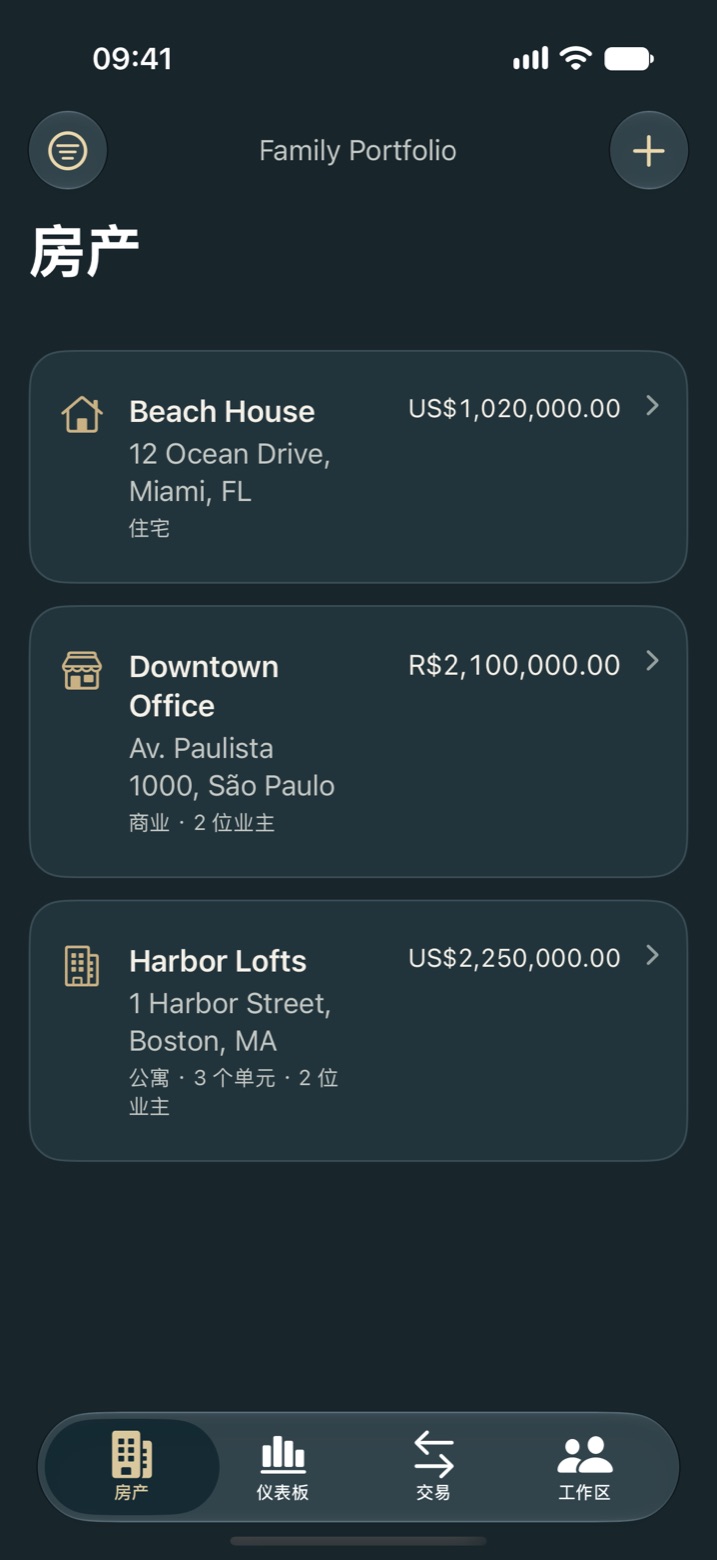 09:41
Family Portfolio
房产
Beach House
US$1,020,000.00
12 Ocean Drive,
Miami, FL
住宅
Downtown
Office
R$2,100,000.00
Av. Paulista
1000, São Paulo
商业 · 2 位业主
Harbor Lofts
US$2,250,000.00
1 Harbor Street,
Boston, MA
公寓 · 3 个单元 · 2 位
业主
房产
仪表板
交易
工作区